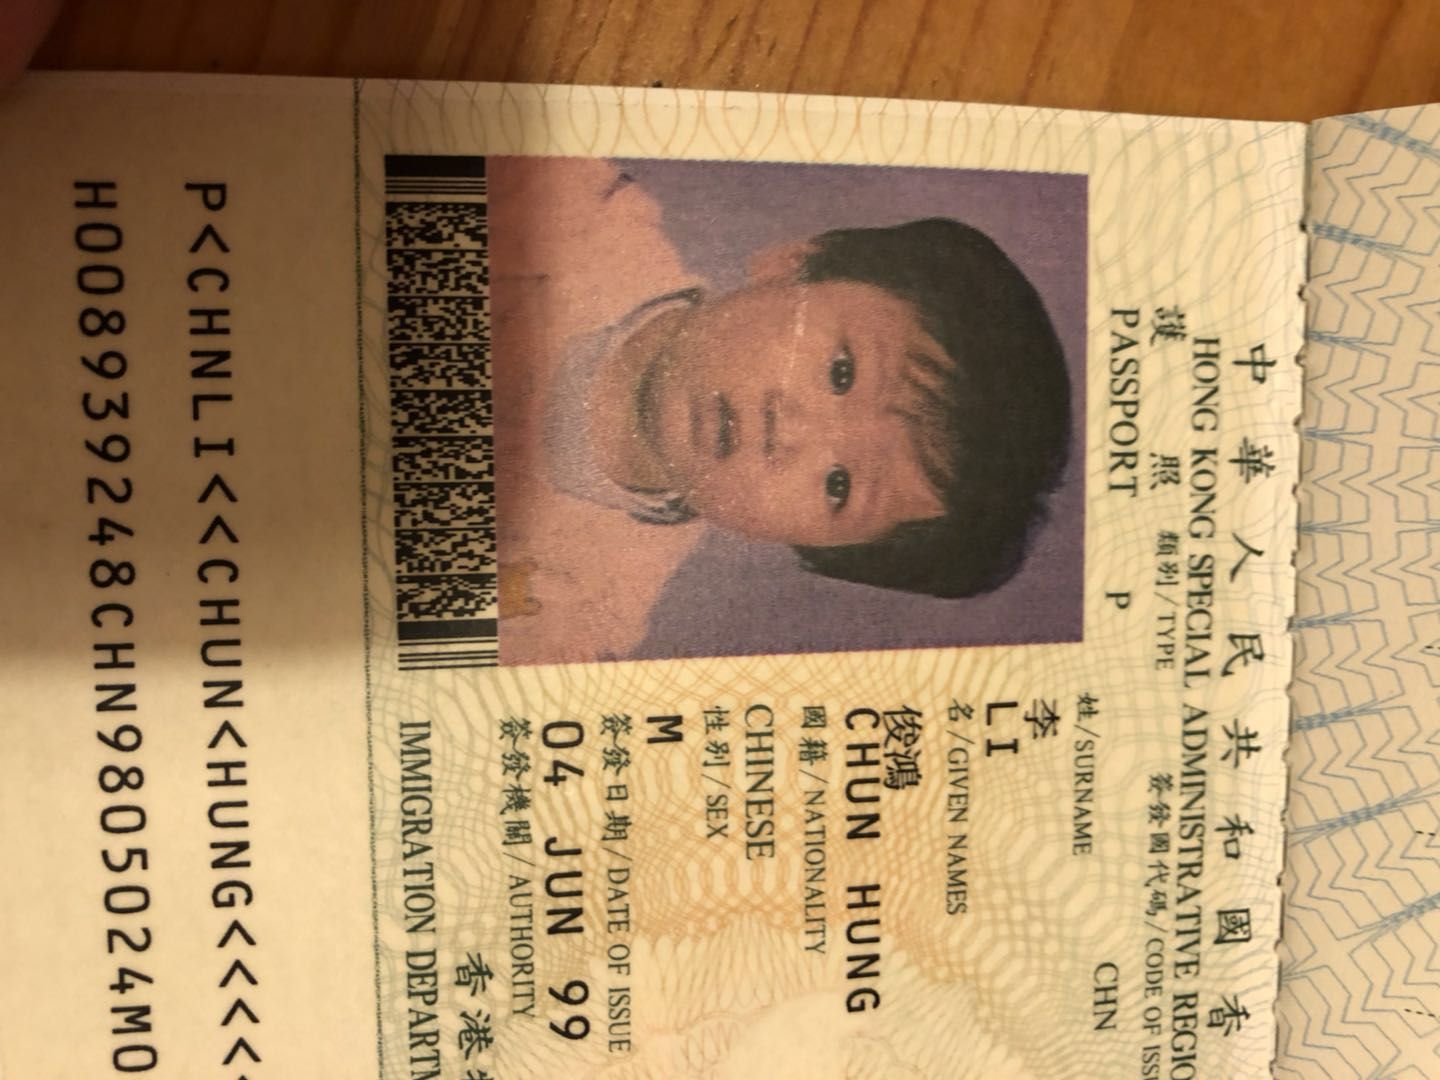 中華人民共和國香
HONG KONG SPECIAL ADMINISTRATIVE REGIO
護照 類別/TYPE 簽發國代碼/CODE OF ISS
PASSPORT P CHN
姓/SURNAME
李
LI
名/GIVEN NAMES
俊鴻
CHUN HUNG
國籍/NATIONALITY
CHINESE
性別/SEX
M
簽發日期/DATE OF ISSUE
04 JUN 99
簽發機關/AUTHORITY
香港
IMMIGRATION DEPARTM
P<CHNLI<<CHUN<HUNG<<<<<
H008939248CHN9805024M0